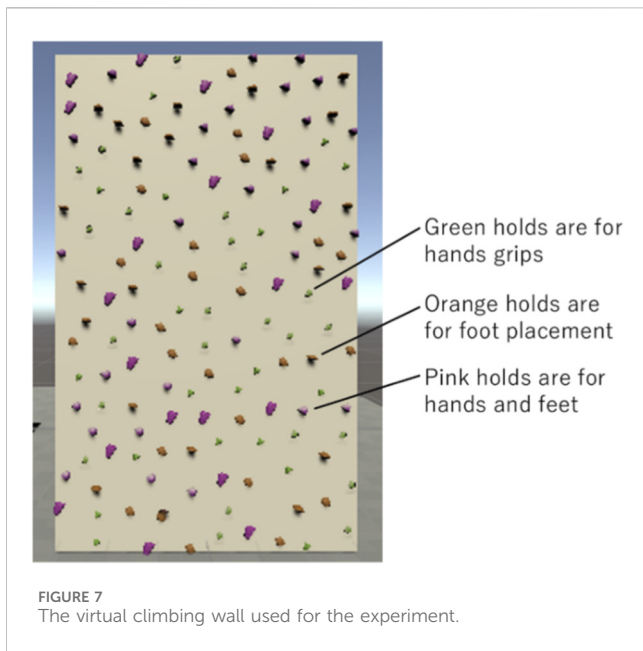 Green holds are for
hands grips
Orange holds are
for foot placement
Pink holds are for
hands and feet
FIGURE 7
The virtual climbing wall used for the experiment.